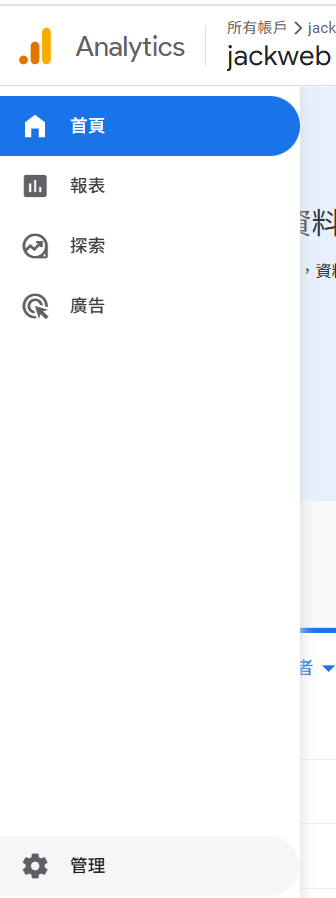 Analytics
所有帳戶 > jack
jackweb
首頁
報表
探索
廣告
資料
，資料
者
管理